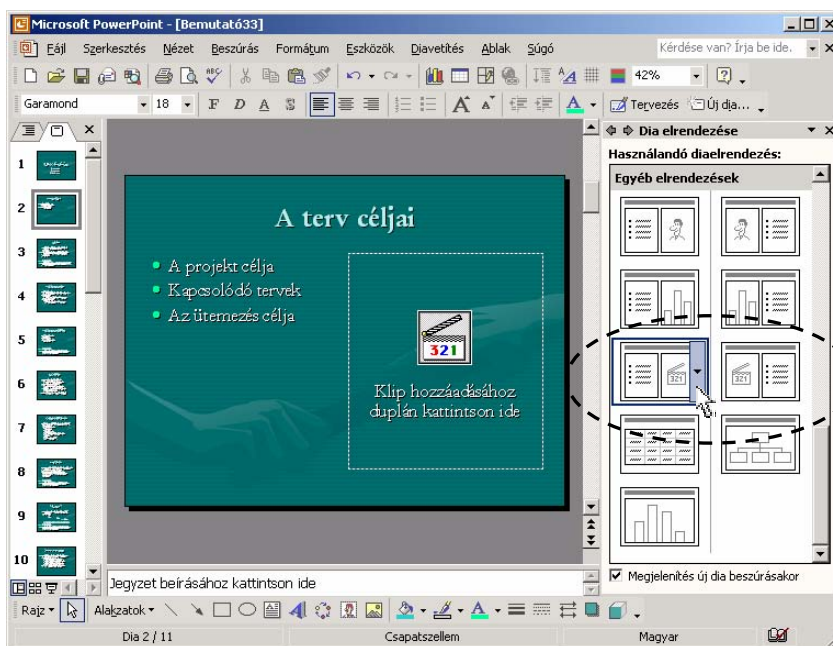 Microsoft PowerPoint - [Bemutató33]
Fájl Szerkesztés Nézet Beszúrás Formátum Eszközök Diavetítés Ablak Súgó Kérdése van? Írja be ide.
42%
Garamond 18 F D A S Tervezés Új dia...
Dia elrendezése
Használandó diaelrendezés:
Egyéb elrendezések
1
2
3
4
5
6
7
8
9
10
A terv céljai
A projekt célja
Kapcsolódó tervek
Az ütemezés célja
321
Klip hozzáadásához
duplán kattintson ide
321
321
Jegyzet beírásához kattintson ide
Megjelenítés új dia beszúrásakor
Rajz Alakzatok
Dia 2 / 11 Csapatszellem Magyar